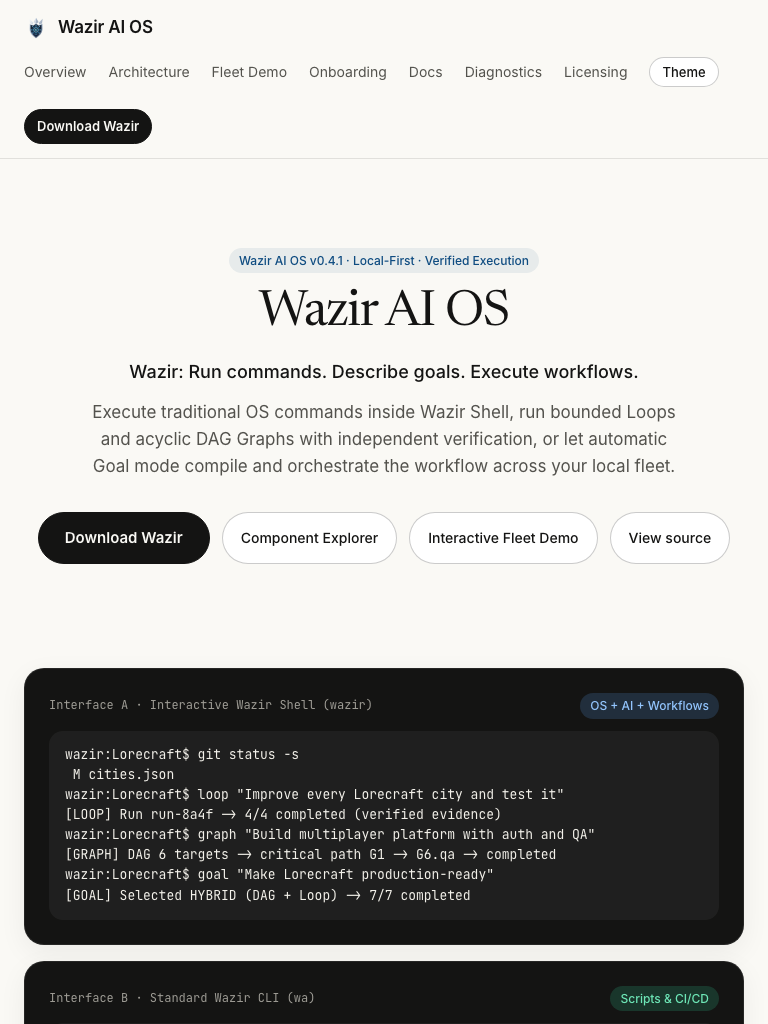 Wazir AI OS
Overview Architecture Fleet Demo Onboarding Docs Diagnostics Licensing Theme
Download Wazir
Wazir AI OS v0.4.1 · Local-First · Verified Execution
Wazir AI OS
Wazir: Run commands. Describe goals. Execute workflows.
Execute traditional OS commands inside Wazir Shell, run bounded Loops
and acyclic DAG Graphs with independent verification, or let automatic
Goal mode compile and orchestrate the workflow across your local fleet.
Download Wazir Component Explorer Interactive Fleet Demo View source
Interface A · Interactive Wazir Shell (wazir) OS + AI + Workflows
wazir:Lorecraft$ git status -s
 M cities.json
wazir:Lorecraft$ loop "Improve every Lorecraft city and test it"
[LOOP] Run run-8a4f → 4/4 completed (verified evidence)
wazir:Lorecraft$ graph "Build multiplayer platform with auth and QA"
[GRAPH] DAG 6 targets → critical path G1 → G6.qa → completed
wazir:Lorecraft$ goal "Make Lorecraft production-ready"
[GOAL] Selected HYBRID (DAG + Loop) → 7/7 completed
Interface B · Standard Wazir CLI (wa) Scripts & CI/CD